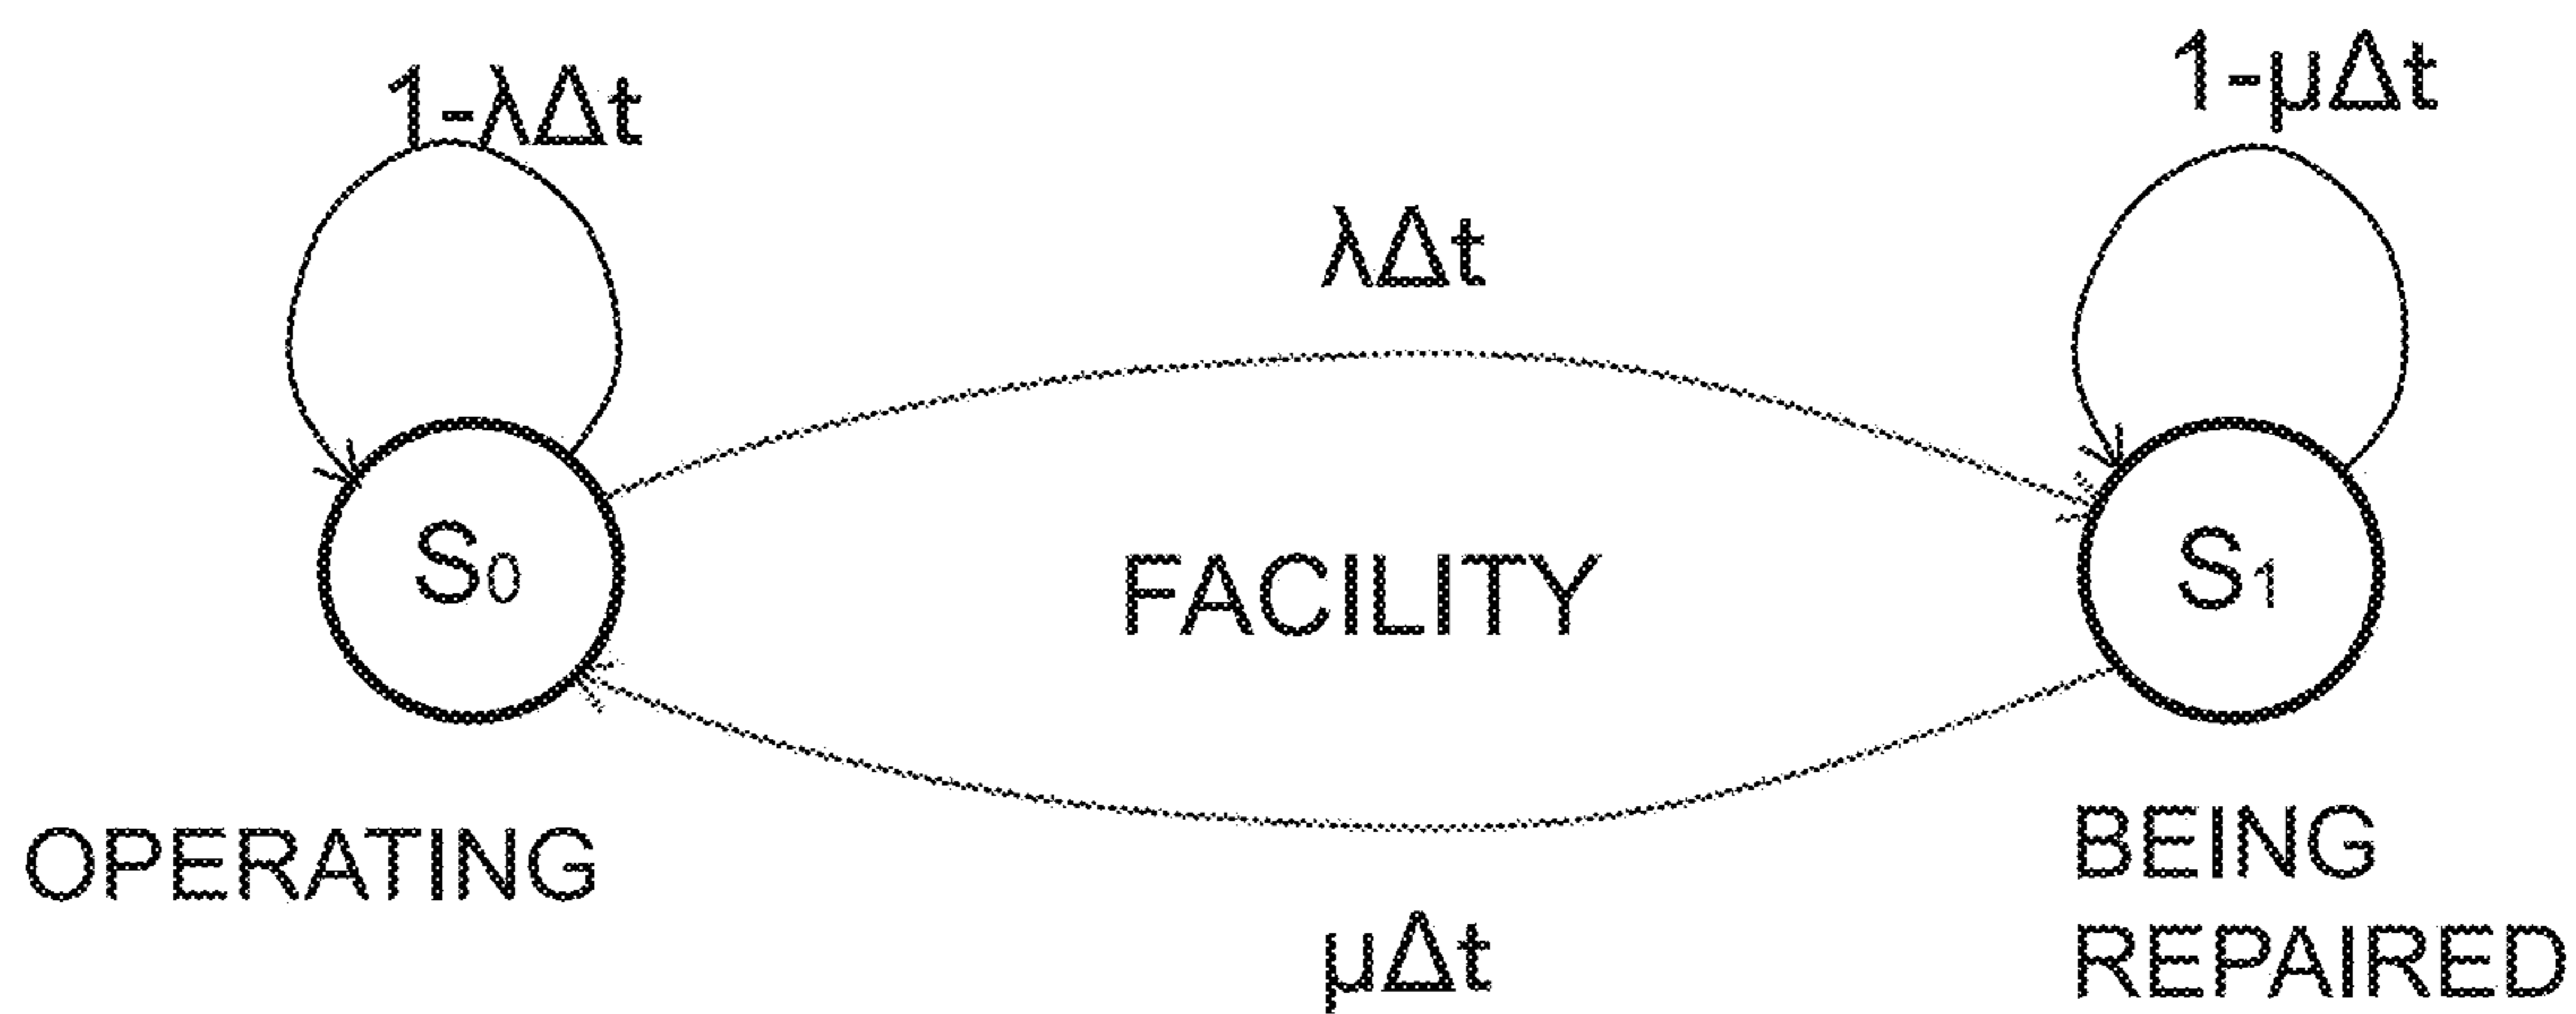 1-λΔt
1-μΔt
λΔt
S0
FACILITY
S1
OPERATING
BEING
REPAIRED
μΔt